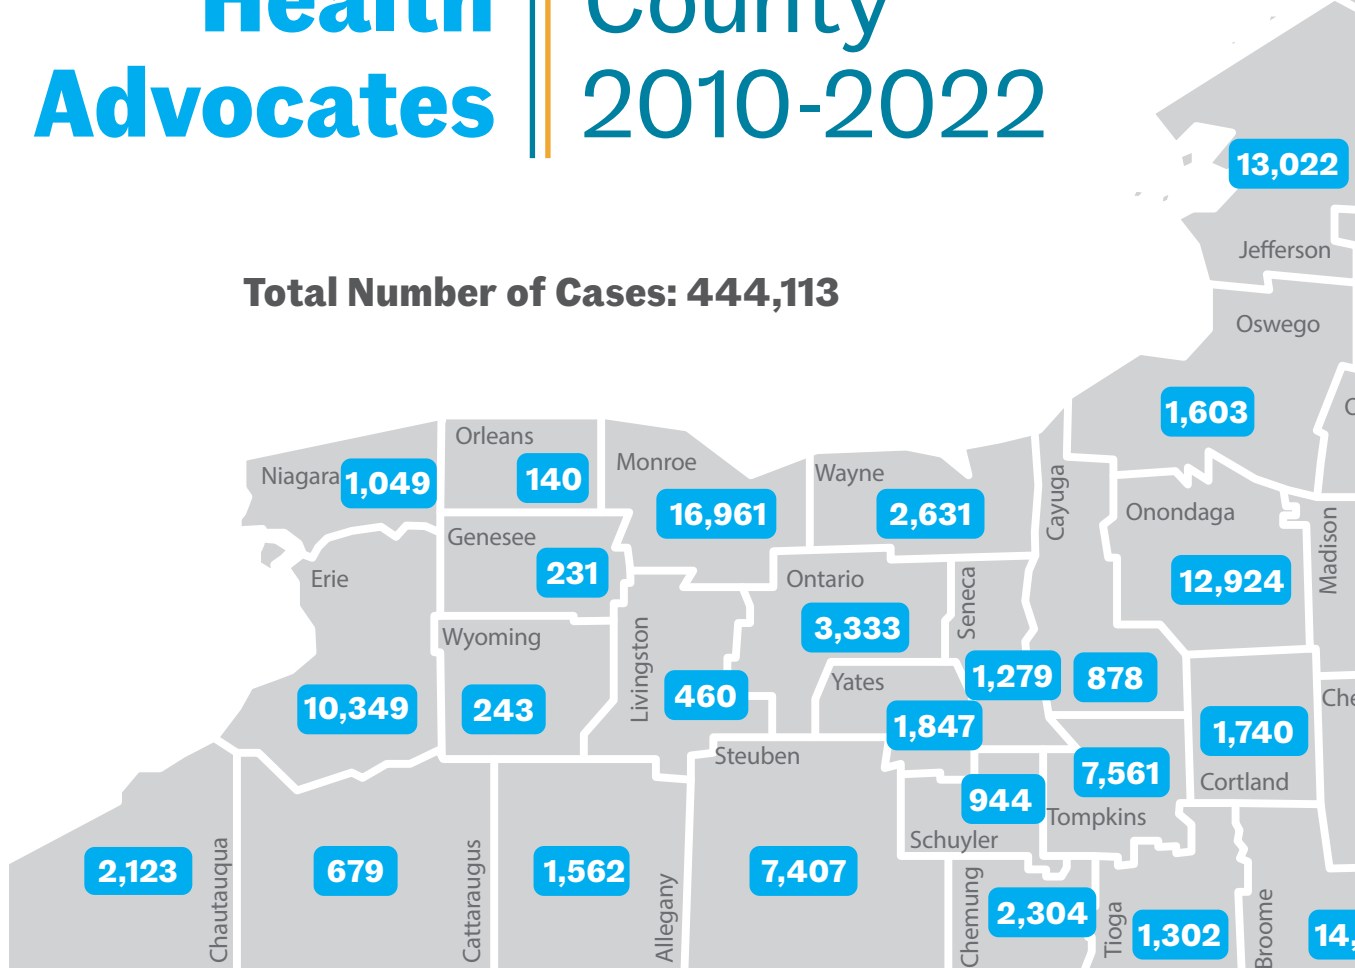 Health
Advocates
County
2010-2022
Total Number of Cases: 444,113
13,022
Jefferson
Oswego
1,603
Orleans
140
Niagara
1,049
Monroe
16,961
Wayne
2,631
Cayuga
878
Onondaga
12,924
Madison
Genesee
231
Erie
10,349
Ontario
3,333
Seneca
1,279
Wyoming
243
Livingston
460
Yates
1,847
Steuben
7,407
1,740
Cortland
Che
7,561
Tompkins
944
Schuyler
2,123
Chautauqua
679
Cattaraugus
1,562
Allegany
Chemung
2,304
Tioga
1,302
Broome
14,